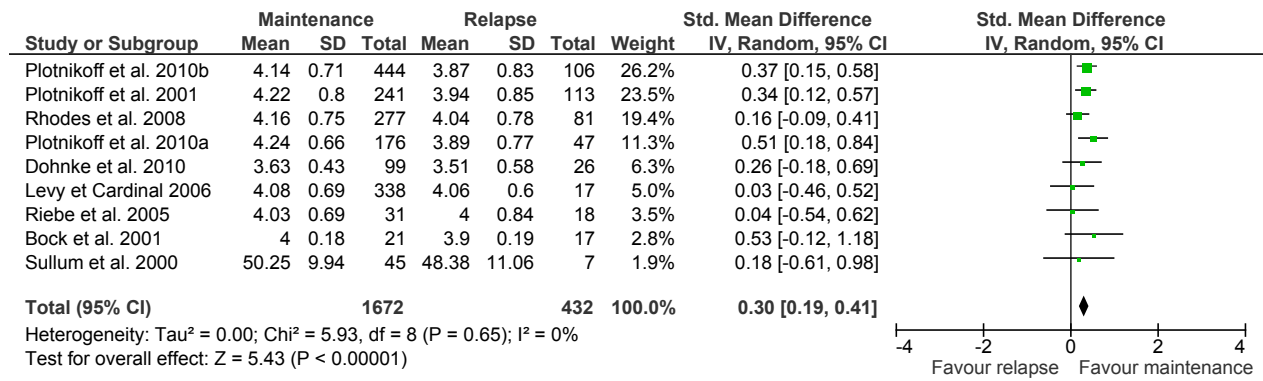 Maintenance Relapse Std. Mean Difference Std. Mean Difference
Study or Subgroup Mean SD Total Mean SD Total Weight IV, Random, 95% CI IV, Random, 95% CI
Plotnikoff et al. 2010b 4.14 0.71 444 3.87 0.83 106 26.2% 0.37 [0.15, 0.58]
Plotnikoff et al. 2001 4.22 0.8 241 3.94 0.85 113 23.5% 0.34 [0.12, 0.57]
Rhodes et al. 2008 4.16 0.75 277 4.04 0.78 81 19.4% 0.16 [-0.09, 0.41]
Plotnikoff et al. 2010a 4.24 0.66 176 3.89 0.77 47 11.3% 0.51 [0.18, 0.84]
Dohnke et al. 2010 3.63 0.43 99 3.51 0.58 26 6.3% 0.26 [-0.18, 0.69]
Levy et Cardinal 2006 4.08 0.69 338 4.06 0.6 17 5.0% 0.03 [-0.46, 0.52]
Riebe et al. 2005 4.03 0.69 31 4 0.84 18 3.5% 0.04 [-0.54, 0.62]
Bock et al. 2001 4 0.18 21 3.9 0.19 17 2.8% 0.53 [-0.12, 1.18]
Sullum et al. 2000 50.25 9.94 45 48.38 11.06 7 1.9% 0.18 [-0.61, 0.98]
Total (95% CI) 1672 432 100.0% 0.30 [0.19, 0.41]
Heterogeneity: Tau² = 0.00; Chi² = 5.93, df = 8 (P = 0.65); I² = 0%
Test for overall effect: Z = 5.43 (P < 0.00001)
-4 -2 0 2 4
Favour relapse Favour maintenance